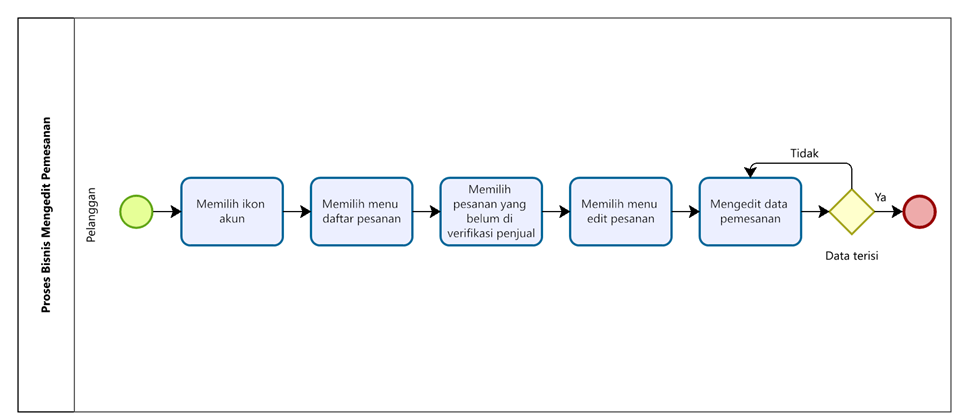 Proses Bisnis Mengedit Pemesanan
Pelanggan
Memilih ikon
akun
Memilih menu
daftar pesanan
Memilih
pesanan yang
belum di
verifikasi penjual
Memilih menu
edit pesanan
Mengedit data
pemesanan
Tidak
Ya
Data terisi